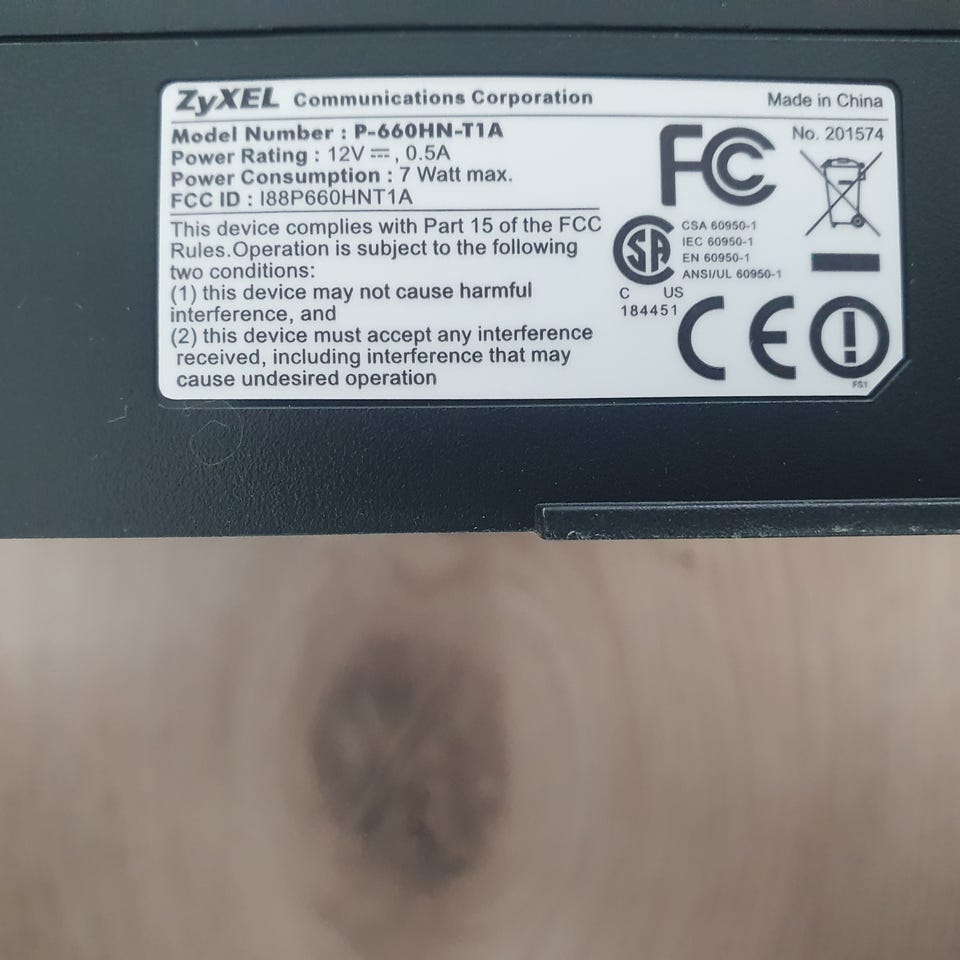 ZyXEL Communications Corporation Made in China
Model Number : P-660HN-T1A
Power Rating : 12V ⎓ , 0.5A
Power Consumption : 7 Watt max.
FCC ID : I88P660HNT1A
This device complies with Part 15 of the FCC
Rules.Operation is subject to the following
two conditions:
(1) this device may not cause harmful
interference, and
(2) this device must accept any interference
received, including interference that may
cause undesired operation
FC
No. 201574
SA
CSA 60950-1
IEC 60950-1
EN 60950-1
ANSI/UL 60950-1
C US
184451
CE
FS1